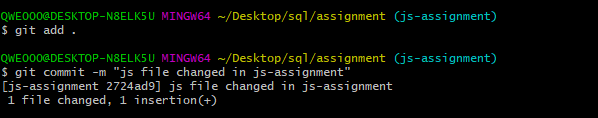 QWEOOO@DESKTOP-N8ELK5U MINGW64 ~/Desktop/sql/assignment (js-assignment)
$ git add .
QWEOOO@DESKTOP-N8ELK5U MINGW64 ~/Desktop/sql/assignment (js-assignment)
$ git commit -m "js file changed in js-assignment"
[js-assignment 2724ad9] js file changed in js-assignment
 1 file changed, 1 insertion(+)